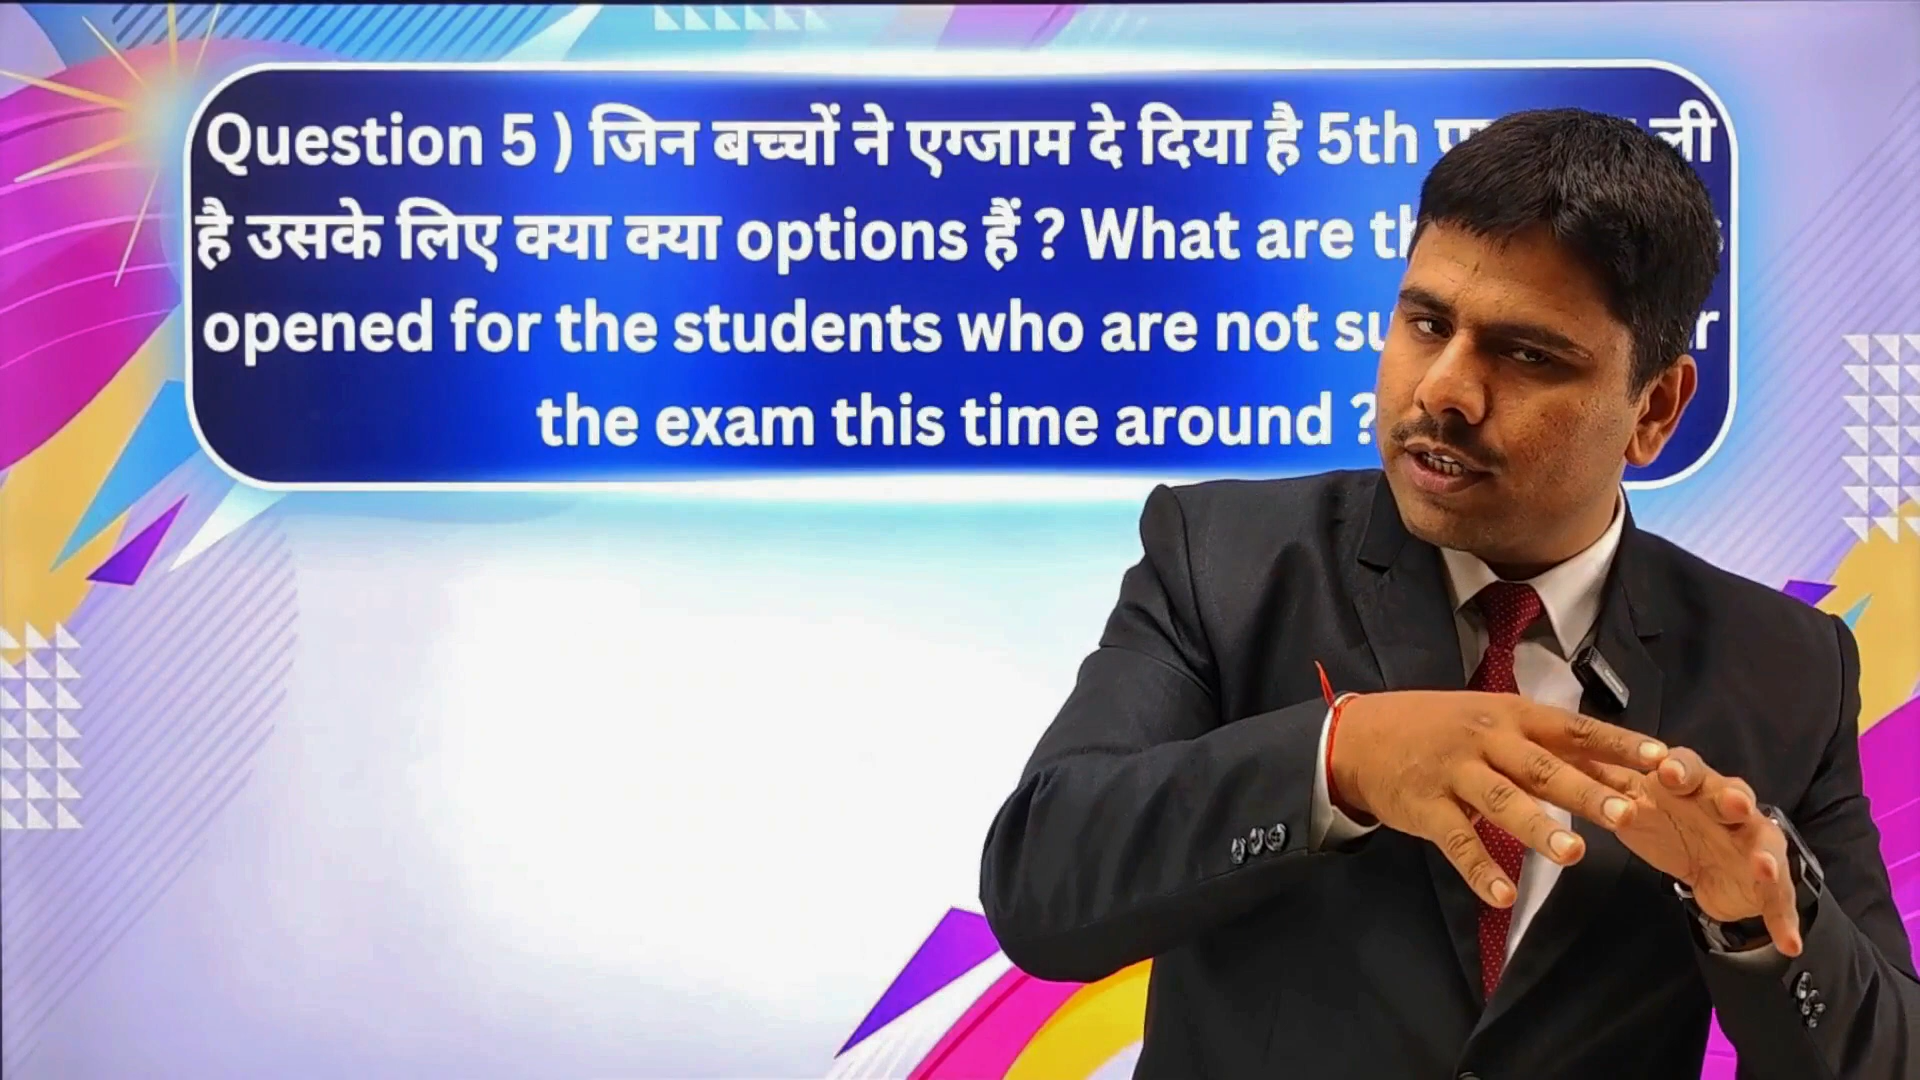 Question 5 ) जिन बच्चों ने एग्जाम दे दिया है 5th ली
है उसके लिए क्या क्या options हैं ? What are
opened for the students who are not
the exam this time around ?